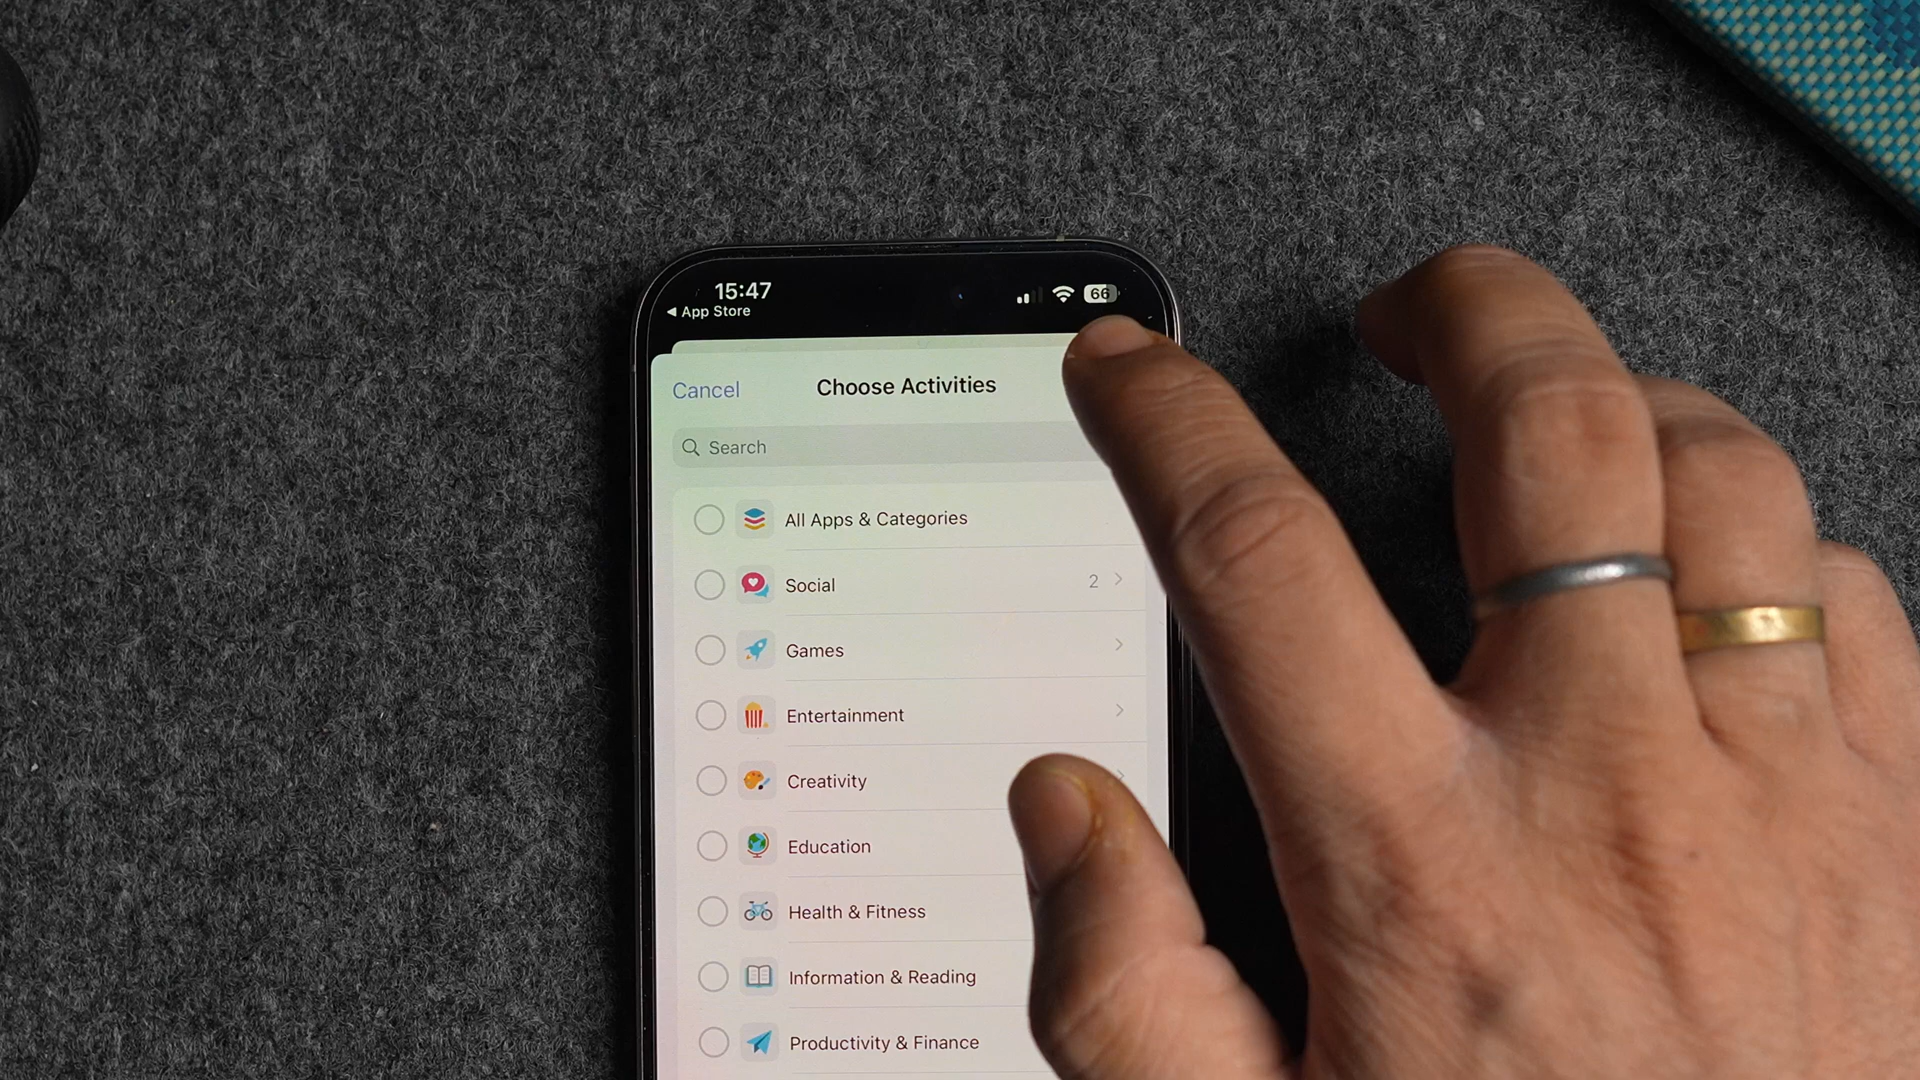 15:47
66
◀ App Store
Cancel
Choose Activities
Search
All Apps & Categories
Social
2
Games
Entertainment
Creativity
Education
Health & Fitness
Information & Reading
Productivity & Finance